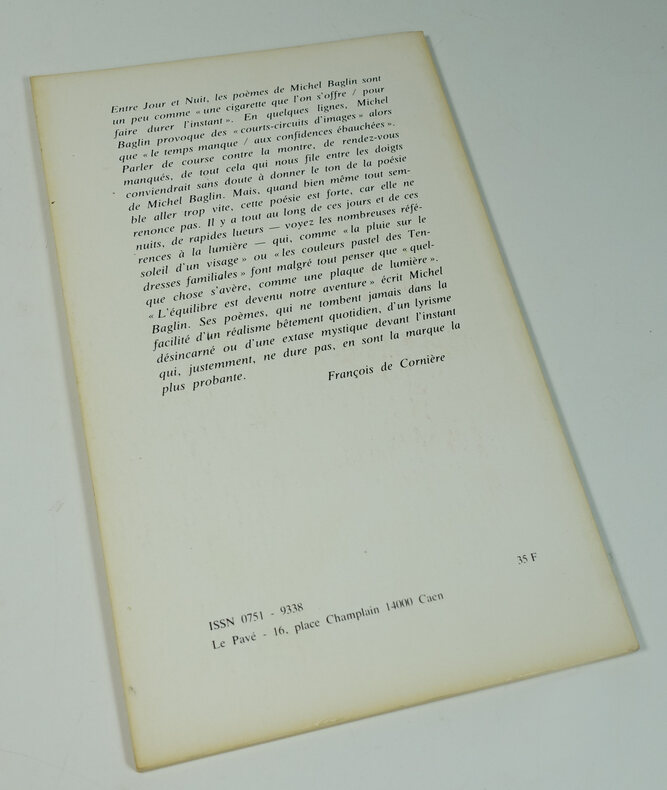 Entre Jour et Nuit, les poèmes de Michel Baglin sont
un peu comme « une cigarette que l'on s'offre / pour
faire durer l'instant ». En quelques lignes, Michel
Baglin provoque des « courts-circuits d'images » alors
que « le temps manque / aux confidences ébauchées ».
Parler de course contre la montre, de rendez-vous
manqués, de tout cela qui nous file entre les doigts
conviendrait sans doute à donner le ton de la poésie
de Michel Baglin. Mais, quand bien même tout sem-
ble aller trop vite, cette poésie est forte, car elle ne
renonce pas. Il y a tout au long de ces jours et de ces
nuits, de rapides lueurs — voyez les nombreuses réfé-
rences à la lumière — qui, comme « la pluie sur le
soleil d'un visage » ou « les couleurs pastel des Ten-
dresses familiales » font malgré tout penser que « quel-
que chose s'avère, comme une plaque de lumière ».
« L'équilibre est devenu notre aventure » écrit Michel
Baglin. Ses poèmes, qui ne tombent jamais dans la
facilité d'un réalisme bêtement quotidien, d'un lyrisme
désincarné ou d'une extase mystique devant l'instant
qui, justement, ne dure pas, en sont la marque la
plus probante.
François de Cornière
35 F
ISSN 0751 - 9338
Le Pavé - 16, place Champlain 14000 Caen